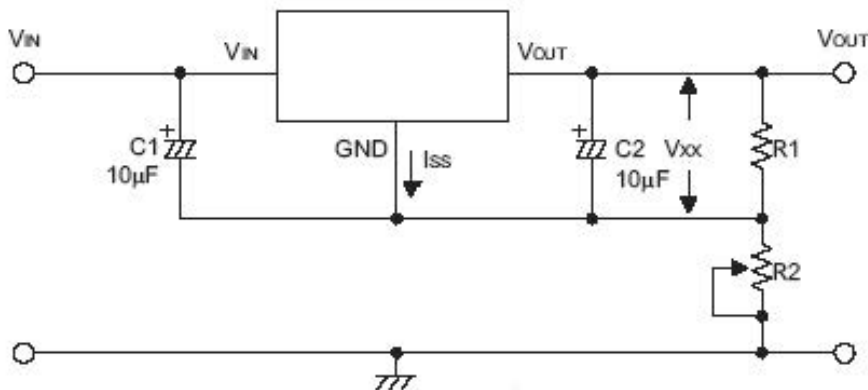 VIN
VIN
VOUT
VOUT
C1
10µF
GND
ISS
C2
10µF
VXX
R1
R2